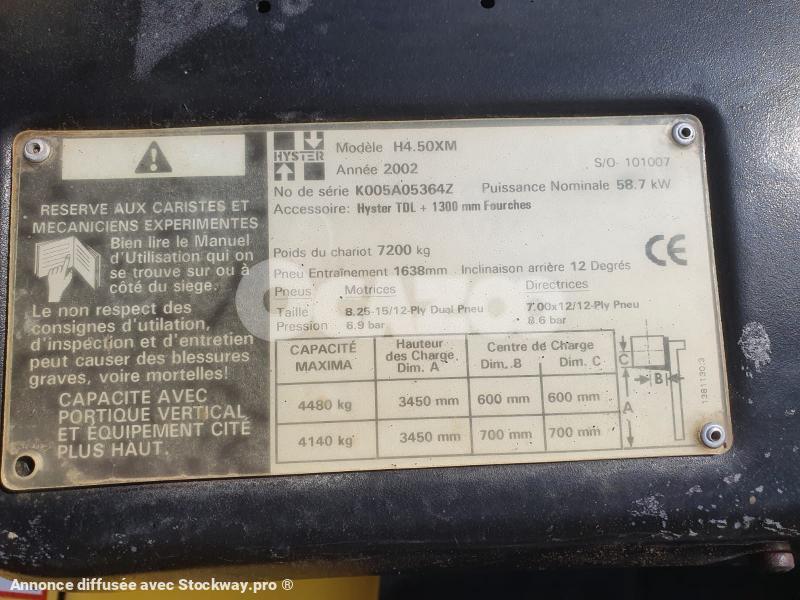 RESERVE AUX CARISTES ET
MECANICIENS EXPERIMENTES
Bien lire le Manuel
d'Utilisation qui on
se trouve sur ou à
côté du siege.
Le non respect des
consignes d'utilation,
d'inspection et d'entretien
peut causer des blessures
graves, voire mortelles!
CAPACITE AVEC
PORTIQUE VERTICAL
ET EQUIPEMENT CITÉ
PLUS HAUT.
HYSTER
Modèle H4.50XM
Année 2002
S/O- 101007
No de série K005A05364Z Puissance Nominale 58.7 kW
Accessoire: Hyster TDL + 1300 mm Fourches
Poids du chariot 7200 kg
CE
Pneu Entraînement 1638mm Inclinaison arrière 12 Degrés
Pneus Motrices Directrices
Taille 8.25-15/12-Ply Dual Pneu 7.00x12/12-Ply Pneu
Pression 6.9 bar 8.6 bar
CAPACITÉ MAXIMA Hauteur des Charge Dim. A Centre de Charge Dim. B Dim. C
4480 kg 3450 mm 600 mm 600 mm
4140 kg 3450 mm 700 mm 700 mm
C
B
A
1381130:3
Annonce diffusée avec Stockway.pro ®